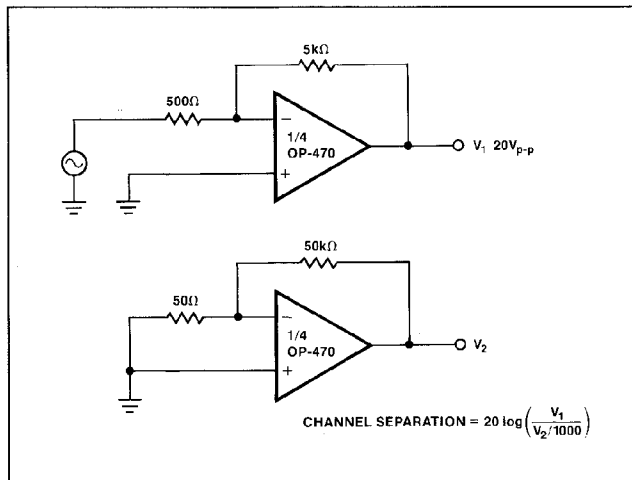 5kΩ
500Ω
−
1/4
OP-470
+
V1 20Vp-p
50kΩ
50Ω
−
1/4
OP-470
+
V2
CHANNEL SEPARATION = 20 log(V1 / V2/1000)